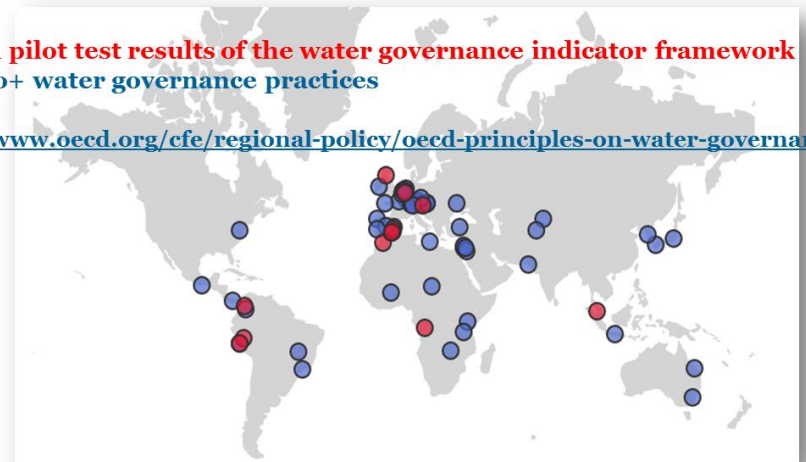 pilot test results of the water governance indicator framework
+ water governance practices
www.oecd.org/cfe/regional-policy/oecd-principles-on-water-governa